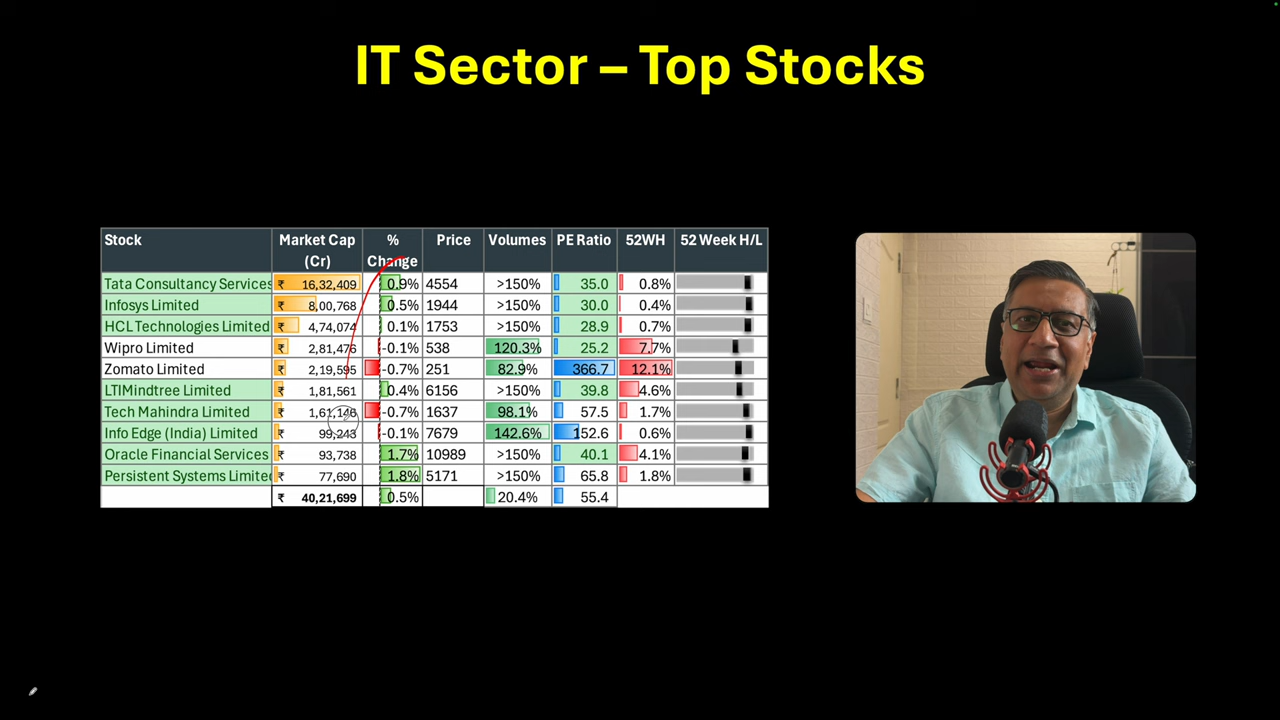 IT Sector – Top Stocks
Stock Market Cap (Cr) % Change Price Volumes PE Ratio 52WH 52 Week H/L
Tata Consultancy Services ₹ 16,32,409 0.9% 4554 >150% 35.0 0.8%
Infosys Limited ₹ 8,00,768 0.5% 1944 >150% 30.0 0.4%
HCL Technologies Limited ₹ 4,74,074 0.1% 1753 >150% 28.9 0.7%
Wipro Limited ₹ 2,81,476 -0.1% 538 120.3% 25.2 7.7%
Zomato Limited ₹ 2,19,595 -0.7% 251 82.9% 366.7 12.1%
LTIMindtree Limited ₹ 1,81,561 0.4% 6156 >150% 39.8 4.6%
Tech Mahindra Limited ₹ 1,61,146 -0.7% 1637 98.1% 57.5 1.7%
Info Edge (India) Limited ₹ 99,243 -0.1% 7679 142.6% 152.6 0.6%
Oracle Financial Services ₹ 93,738 1.7% 10989 >150% 40.1 4.1%
Persistent Systems Limited ₹ 77,690 1.8% 5171 >150% 65.8 1.8%
₹ 40,21,699 0.5% 20.4% 55.4